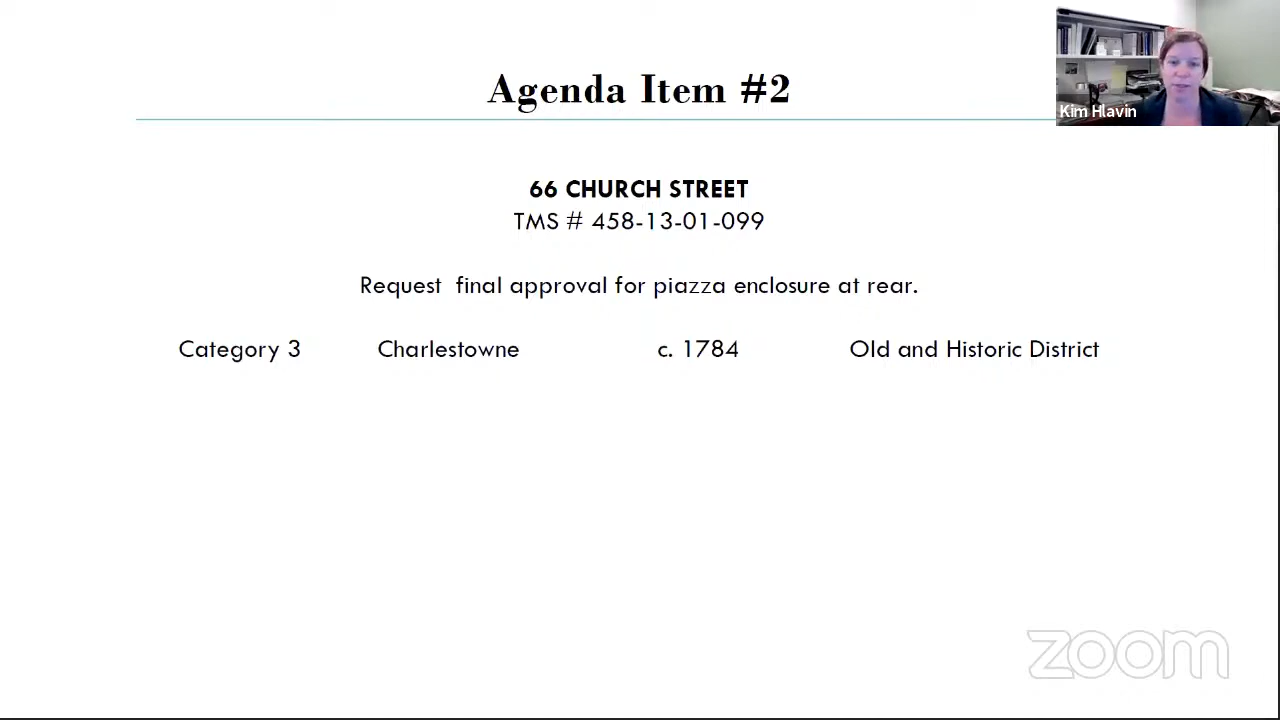 Agenda Item #2
Kim Hlavin
66 CHURCH STREET
TMS # 458-13-01-099
Request final approval for piazza enclosure at rear.
Category 3 Charlestowne c. 1784 Old and Historic District
zoom